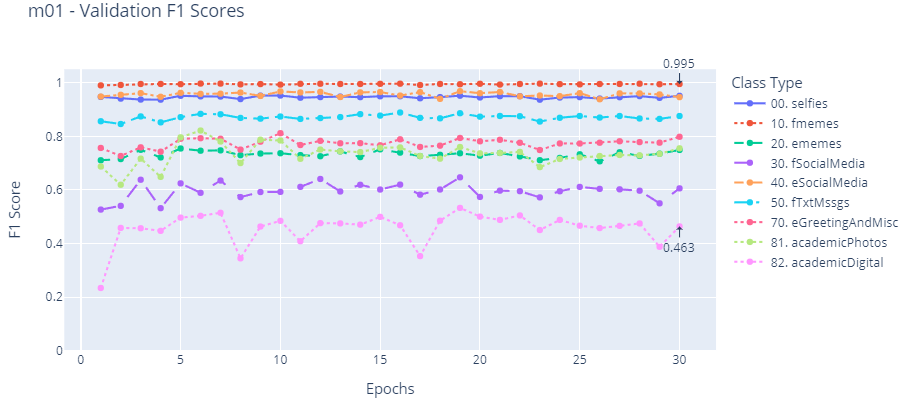 m01 - Validation F1 Scores
0.995
1
0.8
0.6
0.4
0.2
0
F1 Score
0.463
0
5
10
15
20
25
30
Epochs
Class Type
00. selfies
10. fmemes
20. ememes
30. fSocialMedia
40. eSocialMedia
50. fTxtMssgs
70. eGreetingAndMisc
81. academicPhotos
82. academicDigital